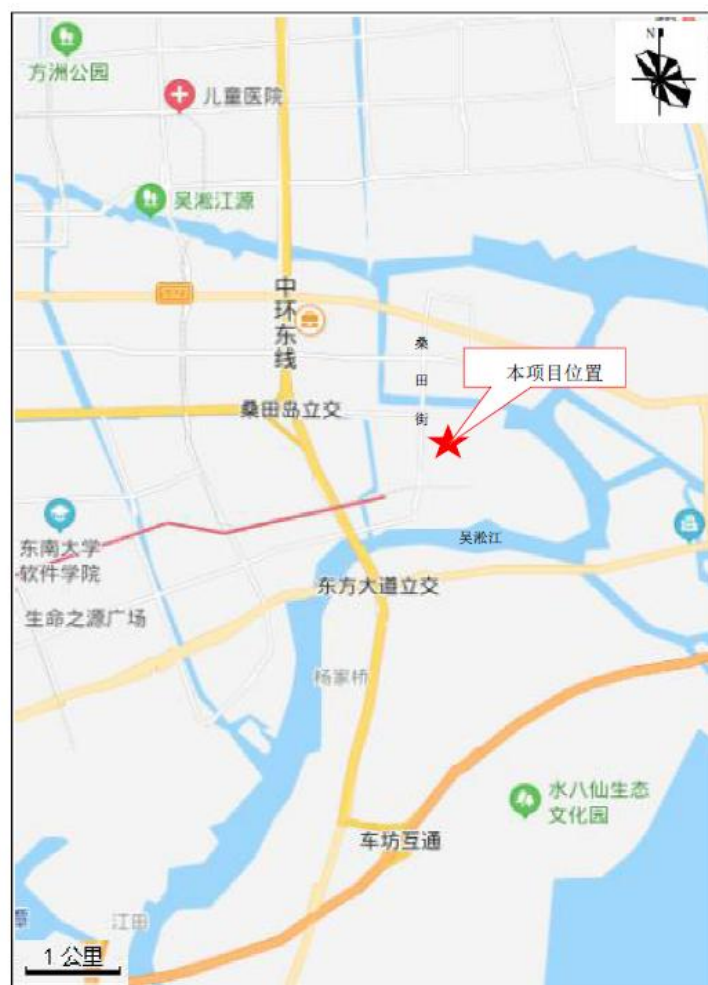 N
方洲公园
儿童医院
吴淞江源
中环东线
桑田街
本项目位置
桑田岛立交
东南大学
软件学院
吴淞江
东方大道立交
生命之源广场
杨家桥
水八仙生态
文化园
车坊互通
江田
1 公里